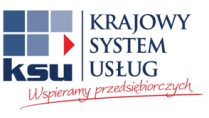 ksu
KRAJOWY
SYSTEM
USŁUG
Wspieramy przedsiębiorczych